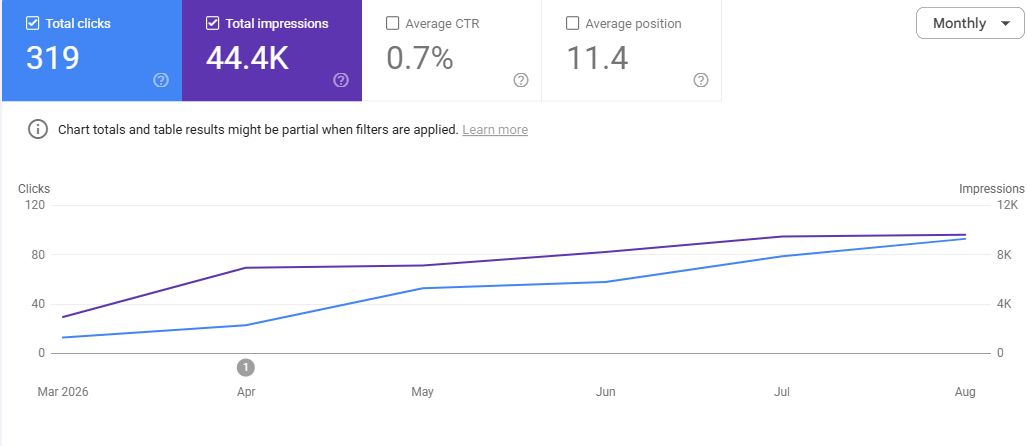 Total clicks
319
Total impressions
44.4K
Average CTR
0.7%
Average position
11.4
Monthly
Chart totals and table results might be partial when filters are applied. Learn more
Clicks
Impressions
120
12K
80
8K
40
4K
0
0
1
Mar 2026
Apr
May
Jun
Jul
Aug